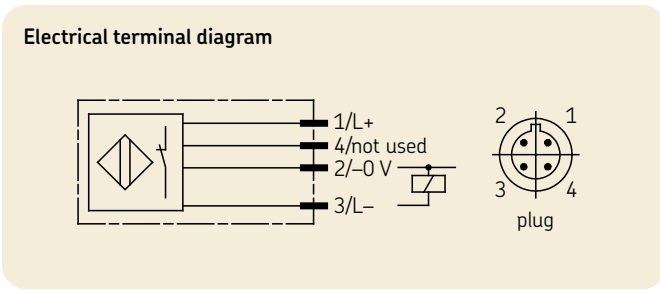 Electrical terminal diagram
1/L+
4/not used
2/–0 V
3/L–
2 1
3 4
plug